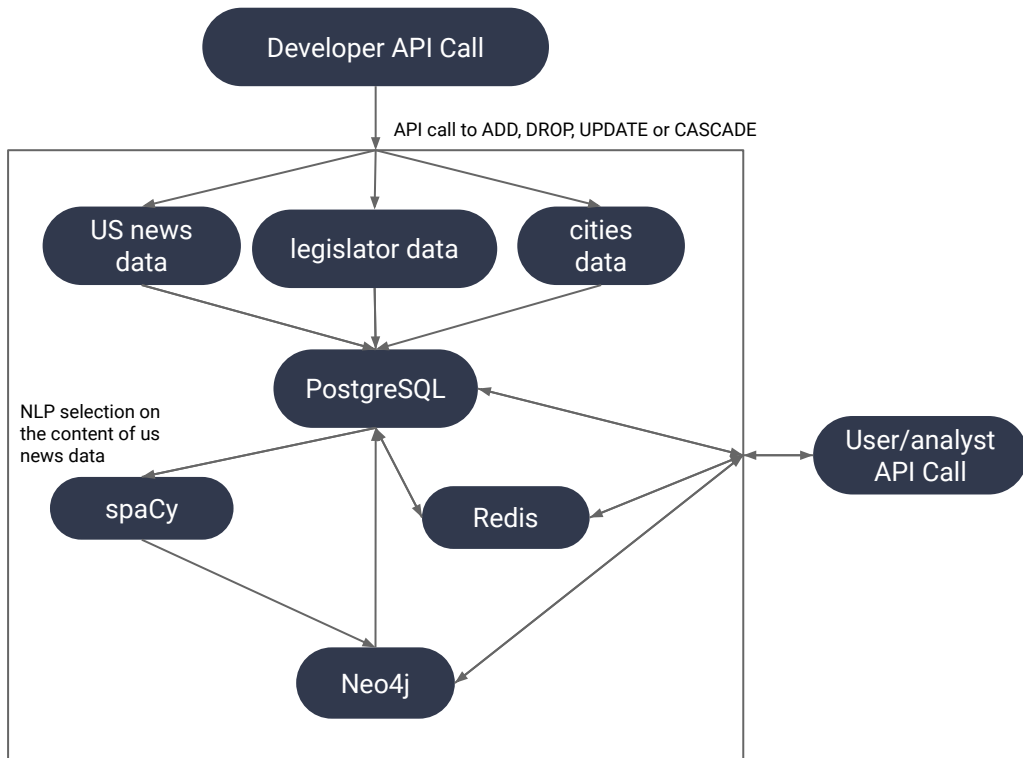 Developer API Call
API call to ADD, DROP, UPDATE or CASCADE
US news
data
legislator data
cities
data
PostgreSQL
NLP selection on
the content of us
news data
User/analyst
API Call
spaCy
Redis
Neo4j